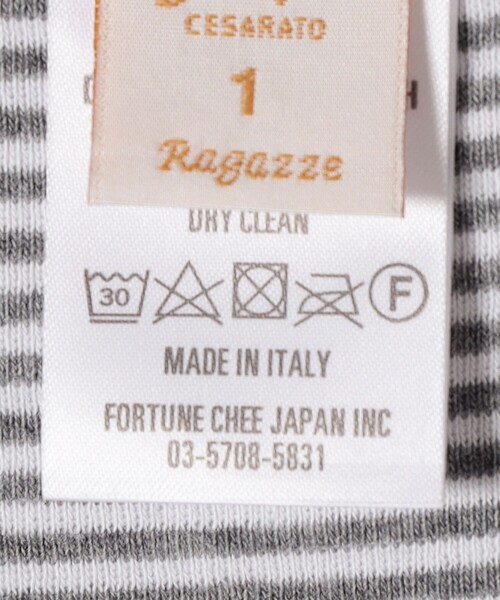 CESARATO
1
Ragazze
DRY CLEAN
30
F
MADE IN ITALY
FORTUNE CHEE JAPAN INC
03-5708-5831